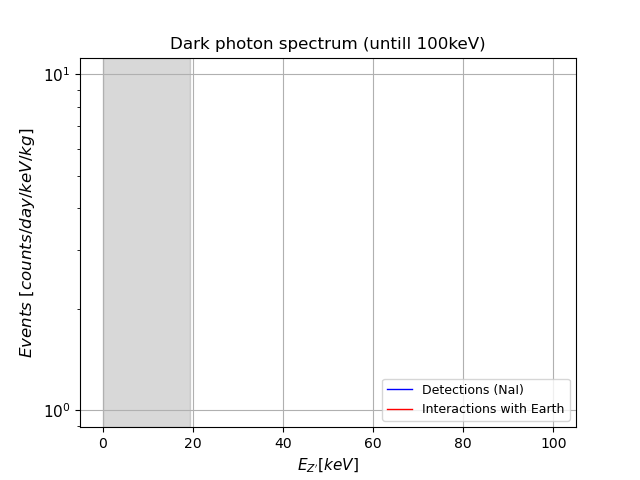 Dark photon spectrum (untill 100keV)
Events [counts/day/keV/kg]
10¹
10⁰
0 20 40 60 80 100
E_Z' [keV]
Detections (NaI)
Interactions with Earth